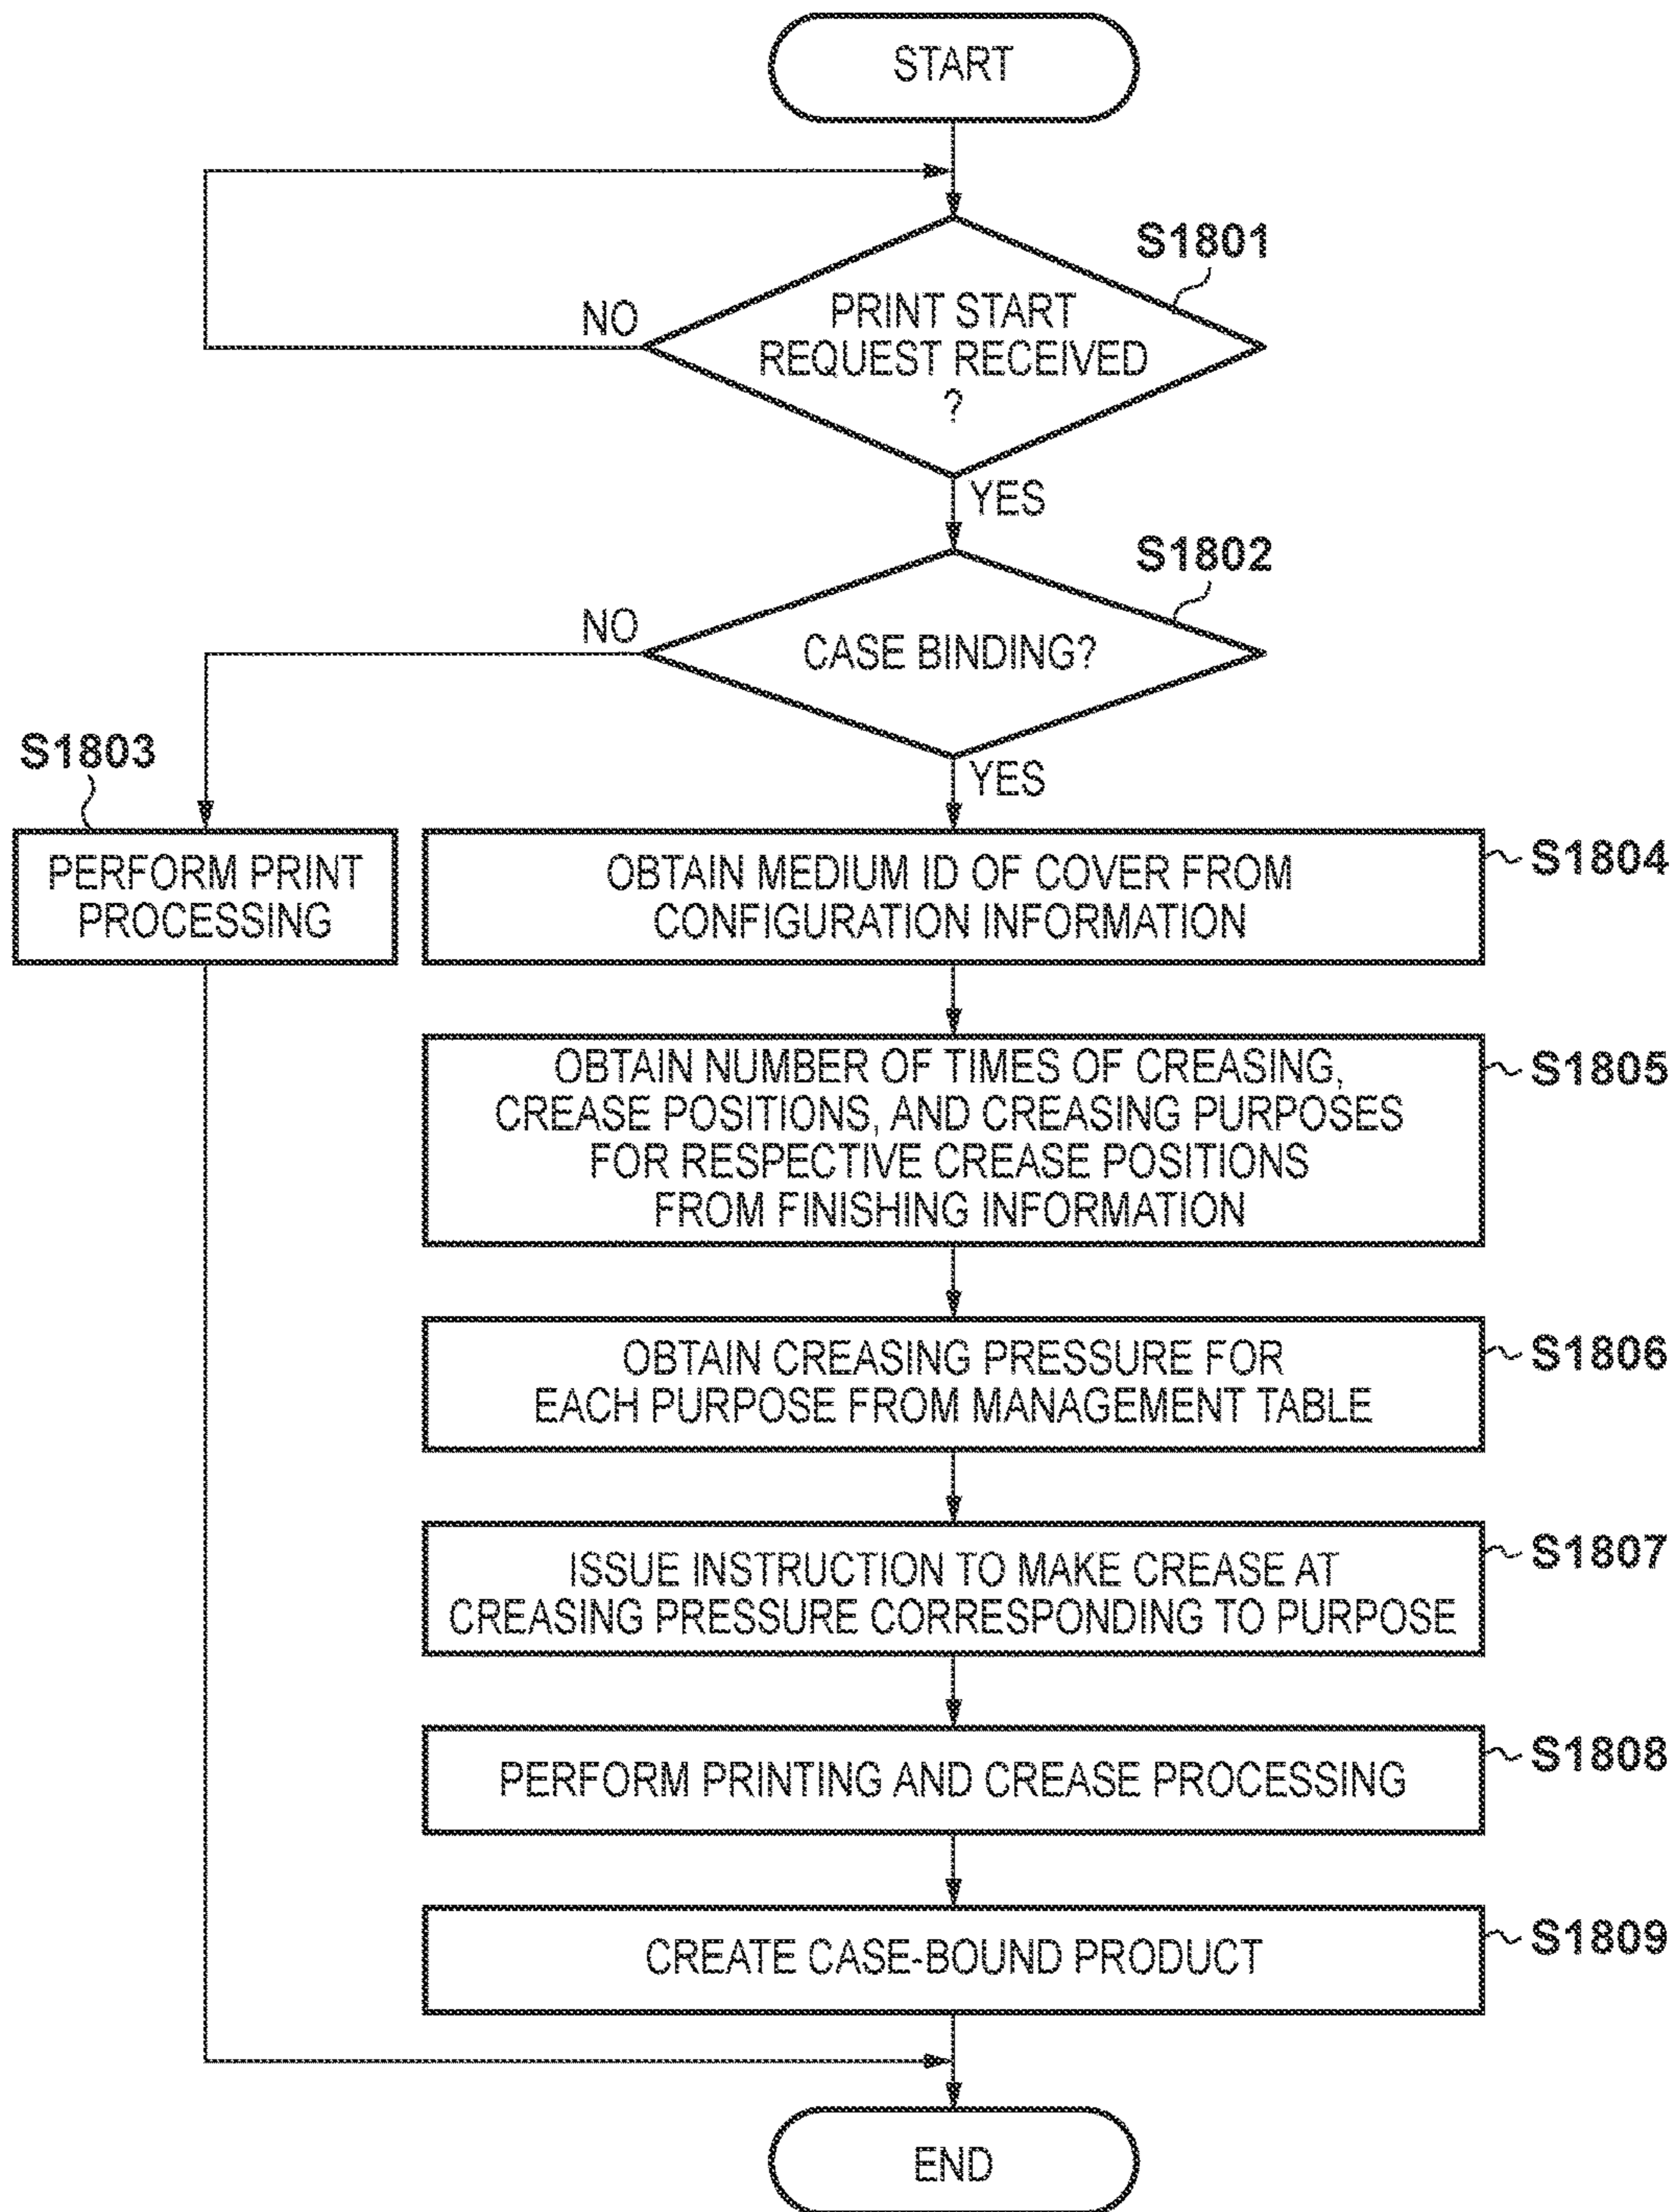 START
S1801
NO
PRINT START
REQUEST RECEIVED
?
YES
S1802
NO
CASE BINDING?
YES
S1803
PERFORM PRINT
PROCESSING
S1804
OBTAIN MEDIUM ID OF COVER FROM
CONFIGURATION INFORMATION
S1805
OBTAIN NUMBER OF TIMES OF CREASING,
CREASE POSITIONS, AND CREASING PURPOSES
FOR RESPECTIVE CREASE POSITIONS
FROM FINISHING INFORMATION
S1806
OBTAIN CREASING PRESSURE FOR
EACH PURPOSE FROM MANAGEMENT TABLE
S1807
ISSUE INSTRUCTION TO MAKE CREASE AT
CREASING PRESSURE CORRESPONDING TO PURPOSE
S1808
PERFORM PRINTING AND CREASE PROCESSING
S1809
CREATE CASE-BOUND PRODUCT
END